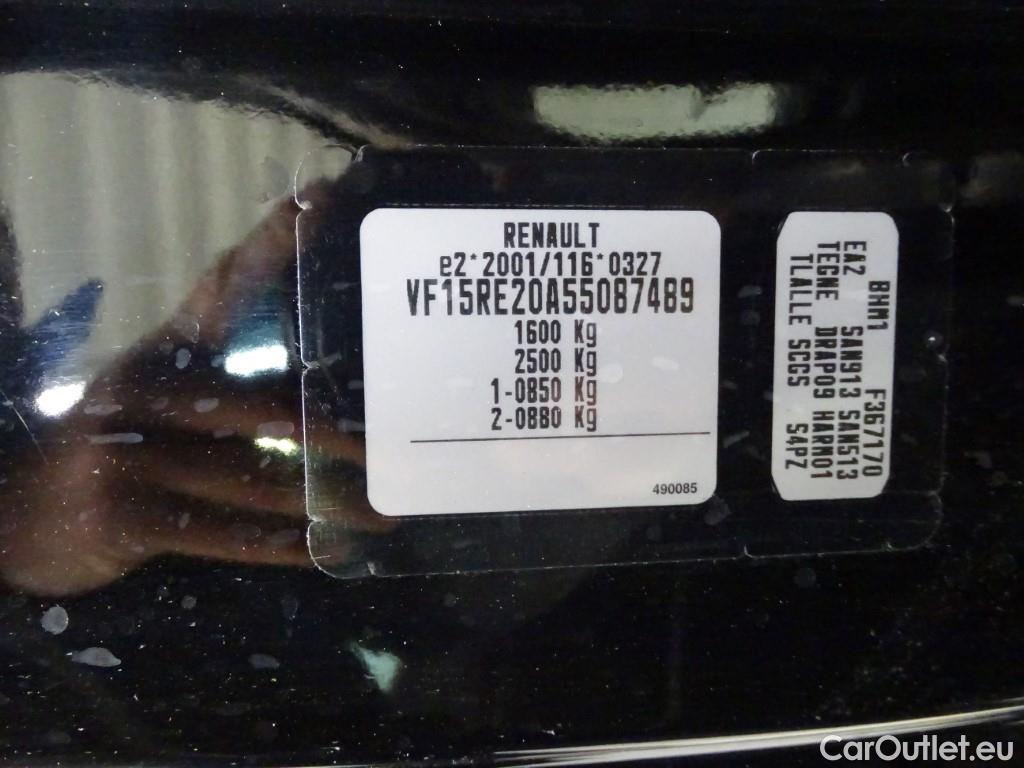 RENAULT
e2*2001/116*0327
VF15RE20A55087489
1600 Kg
2500 Kg
1-0850 Kg
2-0880 Kg
490085
BHM1 F367170
EA2 SAN913 SAN513
TEGNE DRAP09 HARN01
TLALLE SCGS S4PZ
CarOutlet.eu